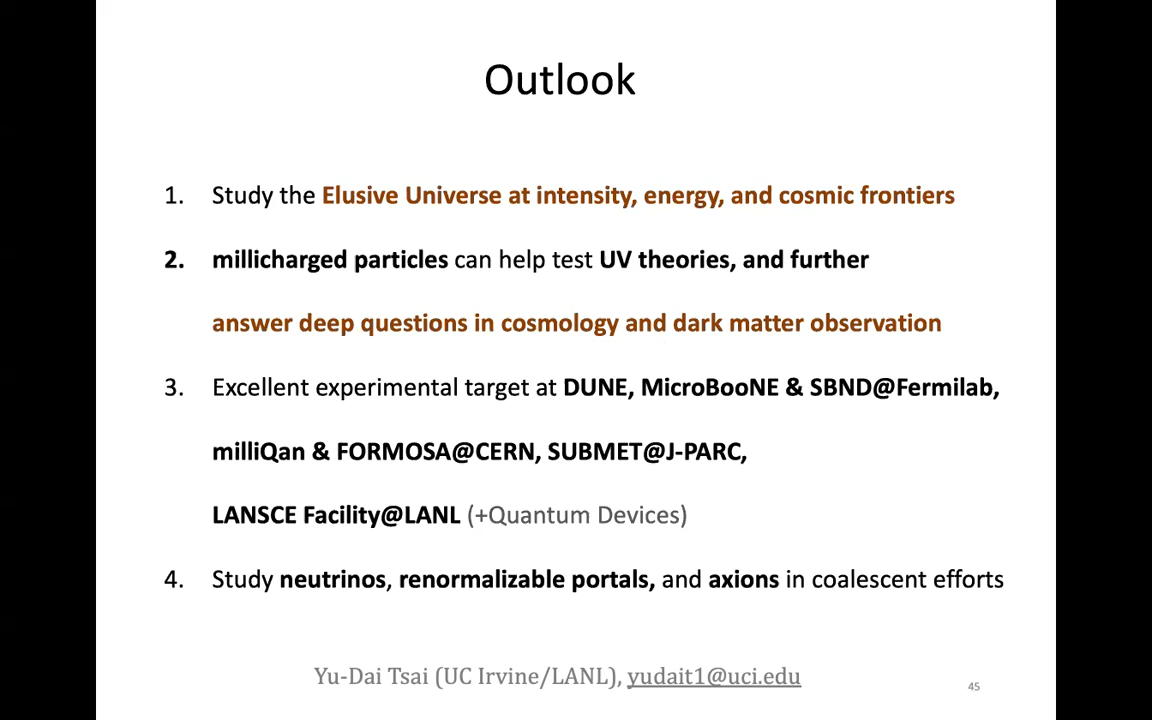 Outlook
1. Study the Elusive Universe at intensity, energy, and cosmic frontiers
2. millicharged particles can help test UV theories, and further
answer deep questions in cosmology and dark matter observation
3. Excellent experimental target at DUNE, MicroBooNE & SBND@Fermilab,
milliQan & FORMOSA@CERN, SUBMET@J-PARC,
LANSCE Facility@LANL (+Quantum Devices)
4. Study neutrinos, renormalizable portals, and axions in coalescent efforts
Yu-Dai Tsai (UC Irvine/LANL), yudait1@uci.edu
45